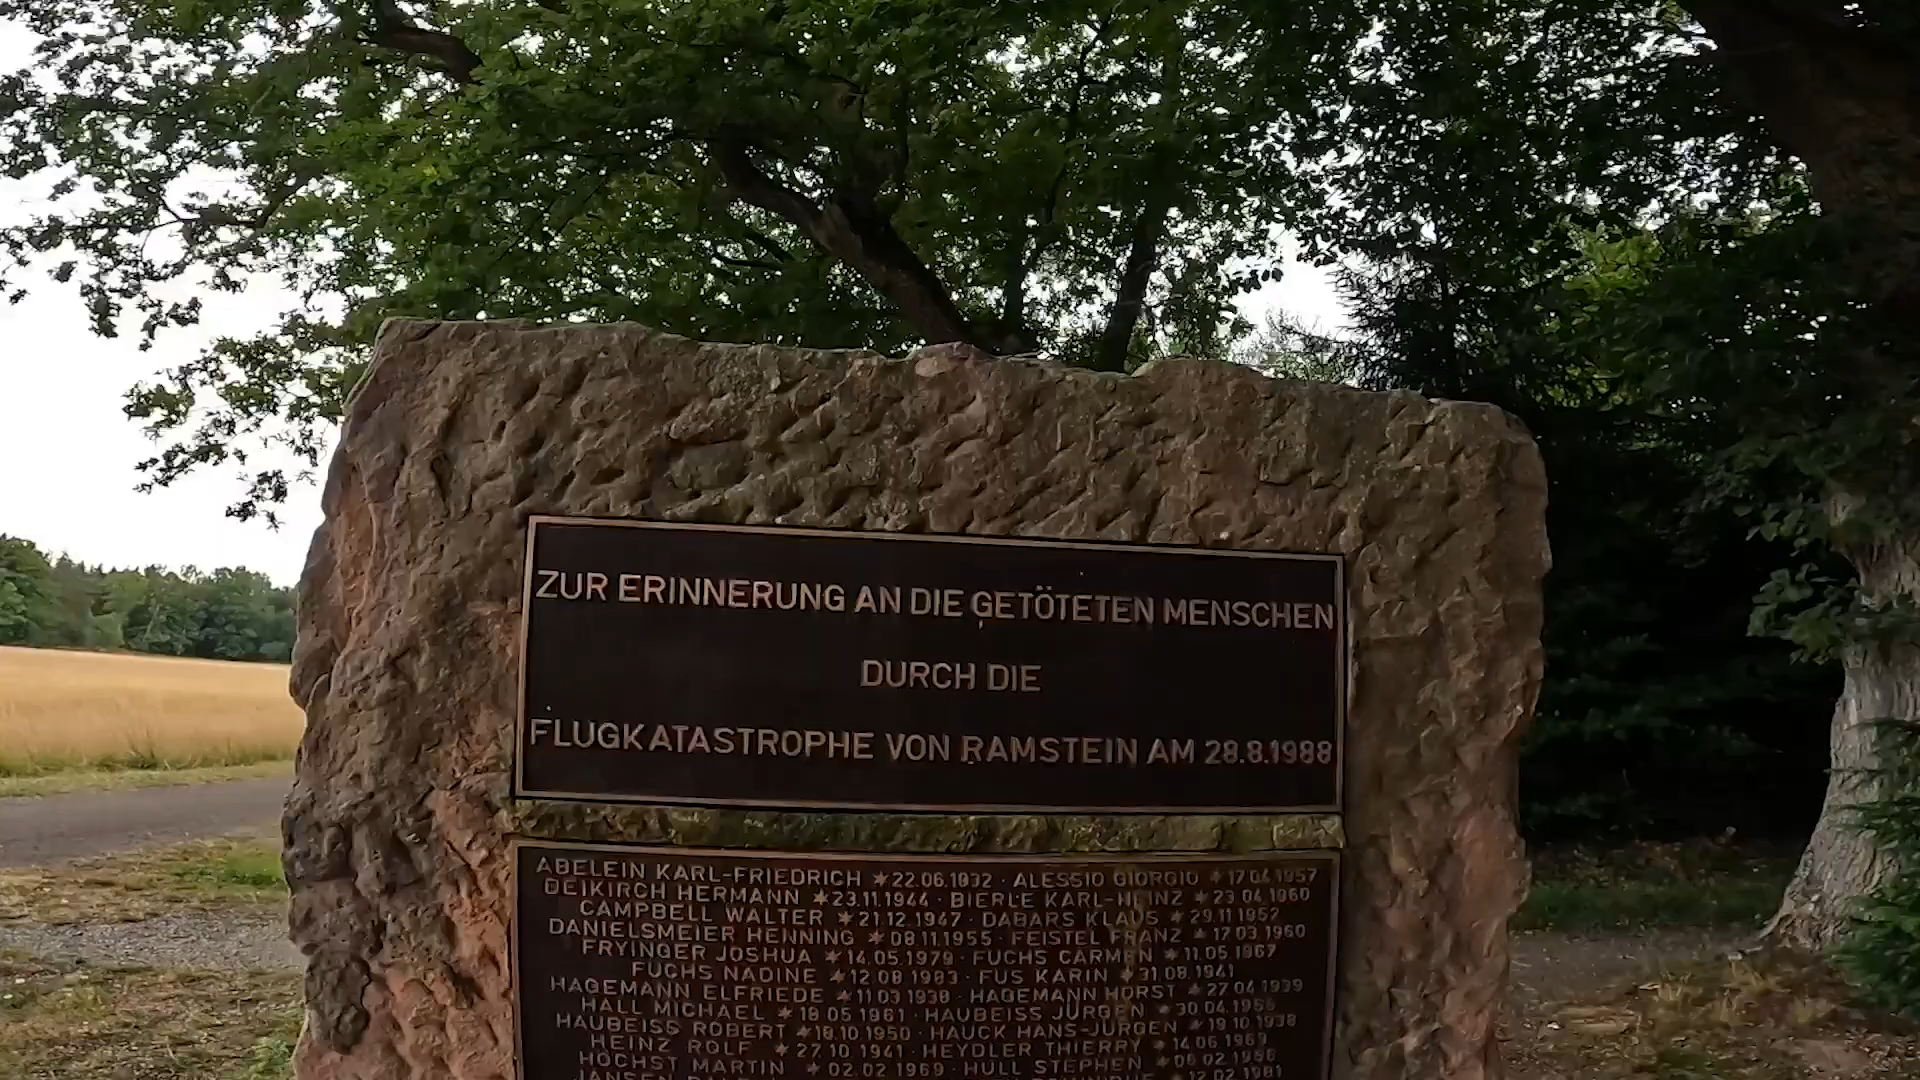 ZUR ERINNERUNG AN DIE GETÖTETEN MENSCHEN
DURCH DIE
FLUGKATASTROPHE VON RAMSTEIN AM 28.8.1988
ABELEIN KARL-FRIEDRICH *22.06.1932 · ALESSIO GIORGIO *17.04.1957
DEIKIRCH HERMANN *23.11.1944 · BIERLE KARL-HEINZ *23.04.1960
CAMPBELL WALTER *21.12.1947 · DABARS KLAUS *29.11.1952
DANIELSMEIER HENNING *08.11.1955 · FEISTEL FRANZ *17.03.1960
FRYINGER JOSHUA *14.05.1979 · FUCHS CARMEN *11.05.1967
FUCHS NADINE *12.08.1983 · FUS KARIN *31.08.1941
HAGEMANN ELFRIEDE *11.03.1938 · HAGEMANN HORST *27.04.1939
HALL MICHAEL *18.05.1961 · HAUBEISS JÜRGEN *30.04.1966
HAUBEISS ROBERT *18.10.1950 · HAUCK HANS-JÜRGEN *19.10.1938
HEINZ ROLF *27.10.1941 · HEYDLER THIERRY *14.06.1969
HÖCHST MARTIN *02.02.1969 · HULL STEPHEN
JANSEN *12.02.1981